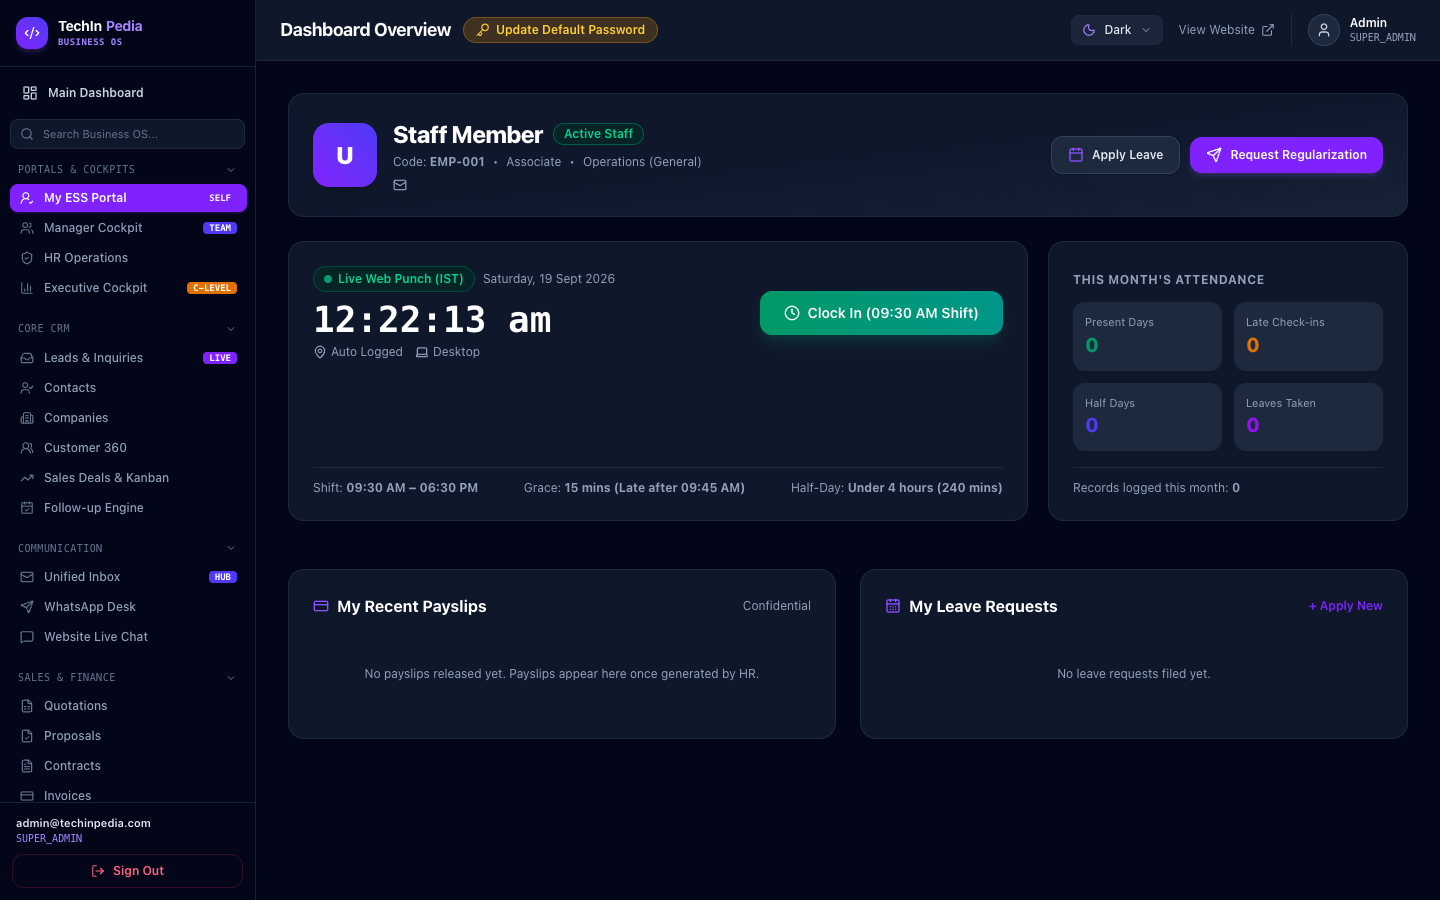 TechIn Pedia
BUSINESS OS
Main Dashboard
Search Business OS...
PORTALS & COCKPITS
My ESS Portal SELF
Manager Cockpit TEAM
HR Operations
Executive Cockpit C-LEVEL
CORE CRM
Leads & Inquiries LIVE
Contacts
Companies
Customer 360
Sales Deals & Kanban
Follow-up Engine
COMMUNICATION
Unified Inbox HUB
WhatsApp Desk
Website Live Chat
SALES & FINANCE
Quotations
Proposals
Contracts
Invoices
admin@techinpedia.com
SUPER_ADMIN
Sign Out
Dashboard Overview
Update Default Password
Dark
View Website
Admin
SUPER_ADMIN
U
Staff Member Active Staff
Code: EMP-001 • Associate • Operations (General)
Apply Leave
Request Regularization
Live Web Punch (IST) Saturday, 19 Sept 2026
12:22:13 am
Auto Logged Desktop
Clock In (09:30 AM Shift)
Shift: 09:30 AM – 06:30 PM
Grace: 15 mins (Late after 09:45 AM)
Half-Day: Under 4 hours (240 mins)
THIS MONTH'S ATTENDANCE
Present Days
0
Late Check-ins
0
Half Days
0
Leaves Taken
0
Records logged this month: 0
My Recent Payslips
Confidential
No payslips released yet. Payslips appear here once generated by HR.
My Leave Requests
+ Apply New
No leave requests filed yet.